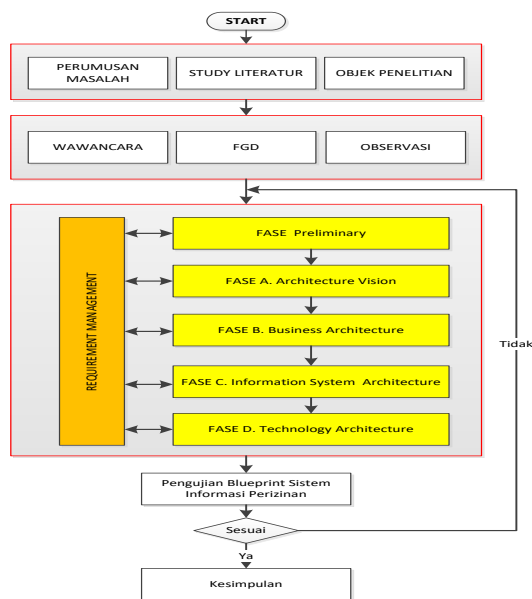 START
PERUMUSAN
MASALAH
STUDY LITERATUR
OBJEK PENELITIAN
WAWANCARA
FGD
OBSERVASI
REQUIREMENT MANAGEMENT
FASE Preliminary
FASE A. Architecture Vision
FASE B. Business Architecture
FASE C. Information System Architecture
FASE D. Technology Architecture
Tidak
Pengujian Blueprint Sistem
Informasi Perizinan
Sesuai
Ya
Kesimpulan